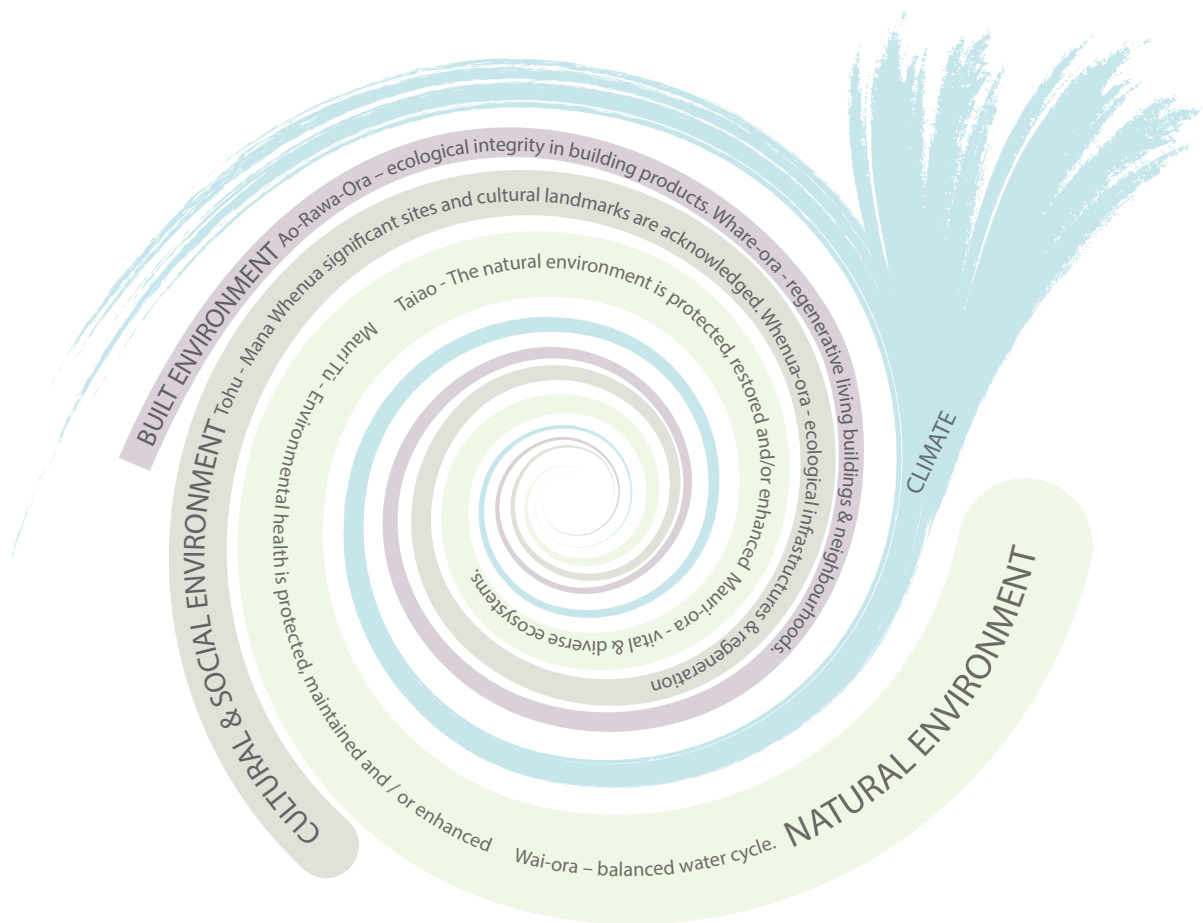 BUILT ENVIRONMENT Ao-Rawa-Ora – ecological integrity in building products. Whare-ora - regenerative living buildings & neighbourhoods.
CULTURAL & SOCIAL ENVIRONMENT Tohu - Mana Whenua significant sites and cultural landmarks are acknowledged. Whenua-ora - ecological infrastructures & regeneration
NATURAL ENVIRONMENT
Wai-ora – balanced water cycle.
Mauri Tū - Environmental health is protected, maintained and / or enhanced
Taiao - The natural environment is protected, restored and/or enhanced Mauri-ora - vital & diverse ecosystems.
CLIMATE